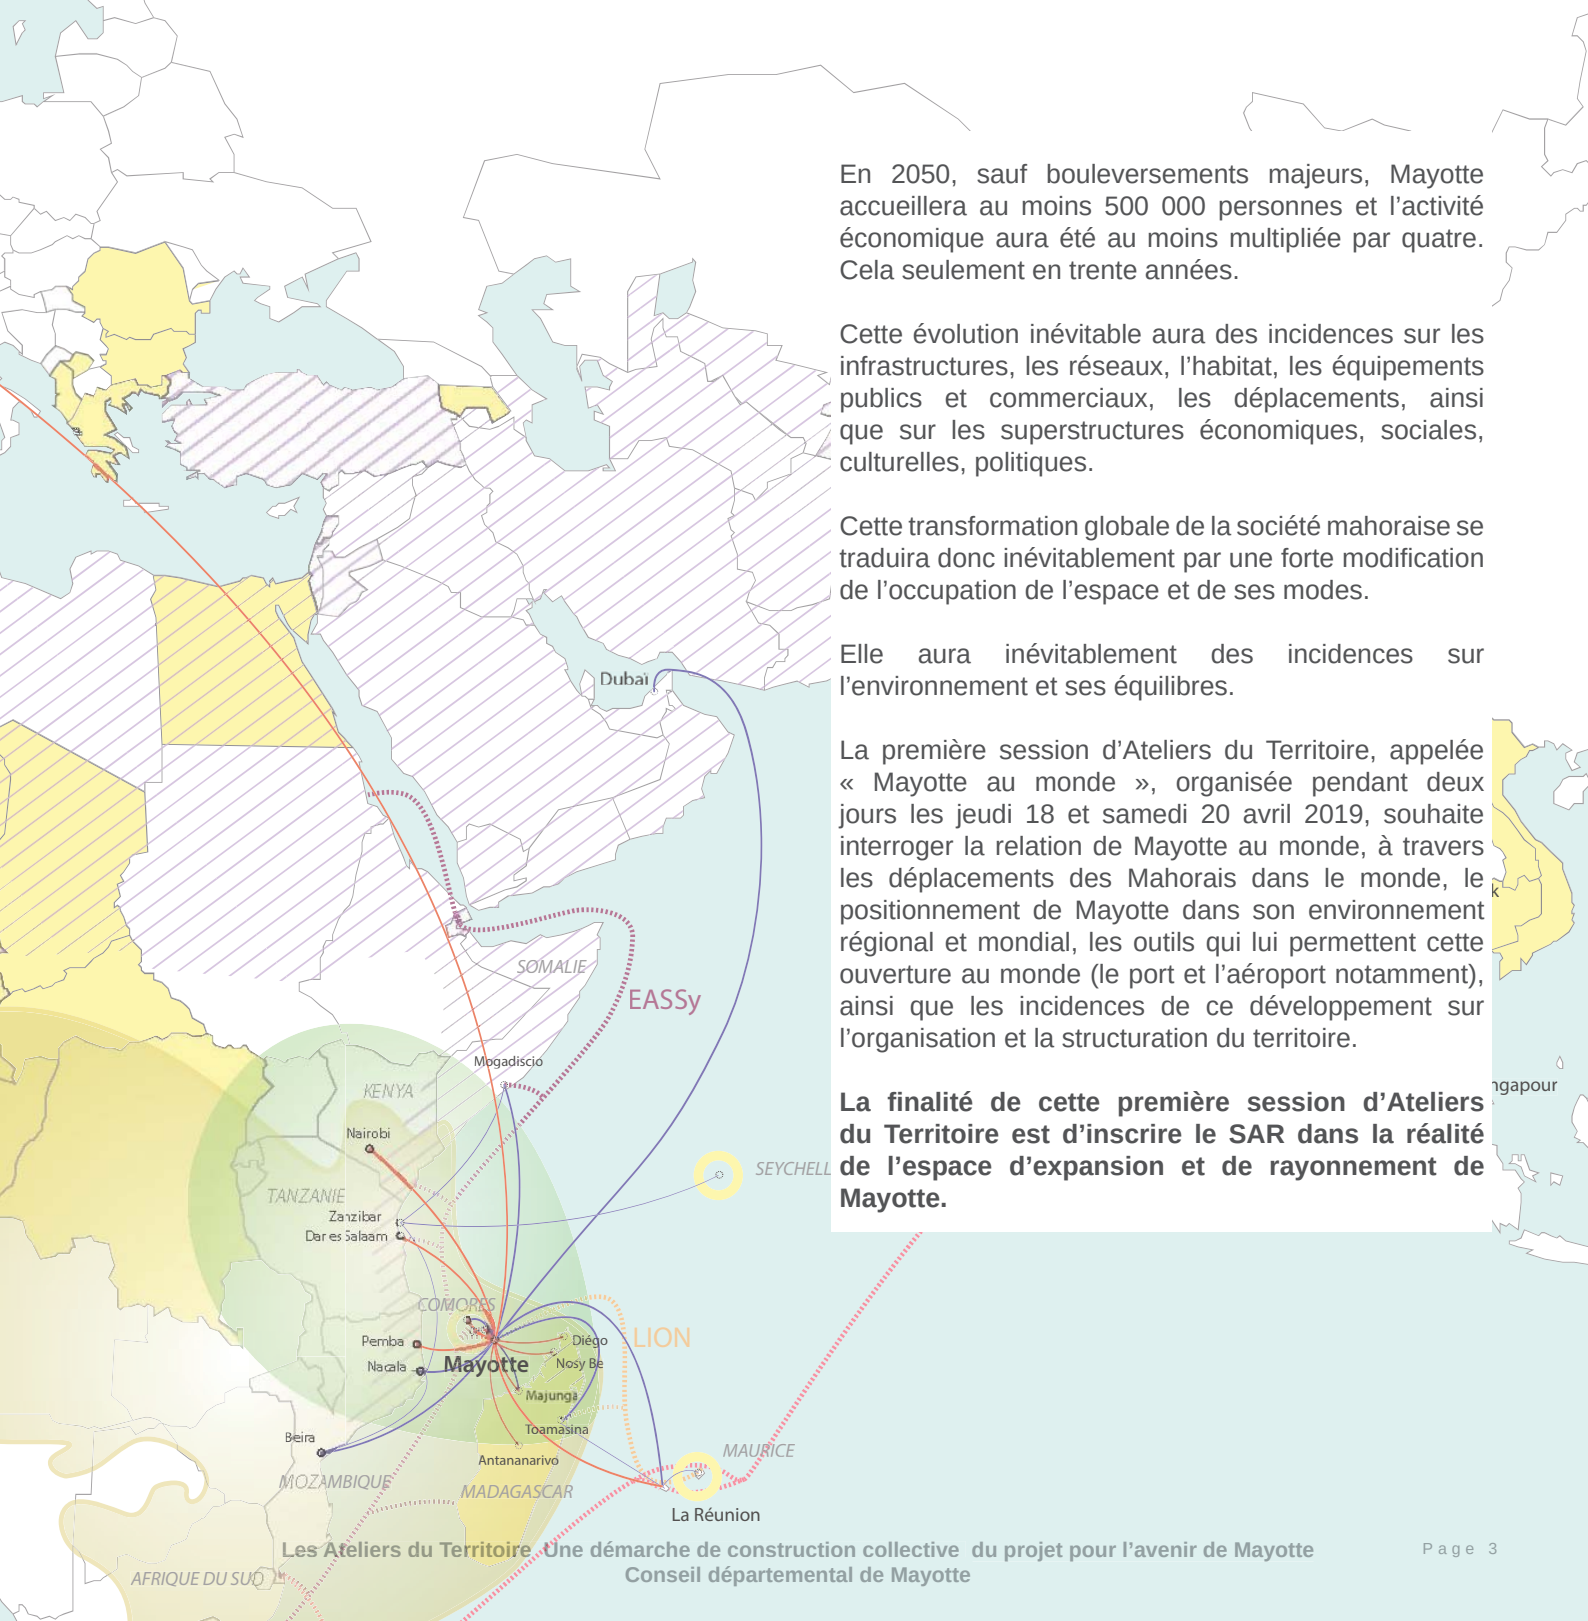 En 2050, sauf bouleversements majeurs, Mayotte
accueillera au moins 500 000 personnes et l’activité
économique aura été au moins multipliée par quatre.
Cela seulement en trente années.
Cette évolution inévitable aura des incidences sur les
infrastructures, les réseaux, l’habitat, les équipements
publics et commerciaux, les déplacements, ainsi
que sur les superstructures économiques, sociales,
culturelles, politiques.
Cette transformation globale de la société mahoraise se
traduira donc inévitablement par une forte modification
de l’occupation de l’espace et de ses modes.
Elle aura inévitablement des incidences sur
l’environnement et ses équilibres.
La première session d’Ateliers du Territoire, appelée
« Mayotte au monde », organisée pendant deux
jours les jeudi 18 et samedi 20 avril 2019, souhaite
interroger la relation de Mayotte au monde, à travers
les déplacements des Mahorais dans le monde, le
positionnement de Mayotte dans son environnement
régional et mondial, les outils qui lui permettent cette
ouverture au monde (le port et l’aéroport notamment),
ainsi que les incidences de ce développement sur
l’organisation et la structuration du territoire.
La finalité de cette première session d’Ateliers
du Territoire est d’inscrire le SAR dans la réalité
de l’espace d’expansion et de rayonnement de
Mayotte.
Dubaï
k
SOMALIE
EASSy
Mogadiscio
KENYA
ngapour
Nairobi
SEYCHELL
TANZANIE
Zanzibar
Dar es Salaam
COMORES
Pemba
Diégo
LION
Nacala
Mayotte
Nosy Be
Majunga
Toamasina
Beira
Antananarivo
MAURICE
MOZAMBIQUE
MADAGASCAR
La Réunion
AFRIQUE DU SUD
Les Ateliers du Territoire Une démarche de construction collective du projet pour l’avenir de Mayotte
Conseil départemental de Mayotte
Page 3